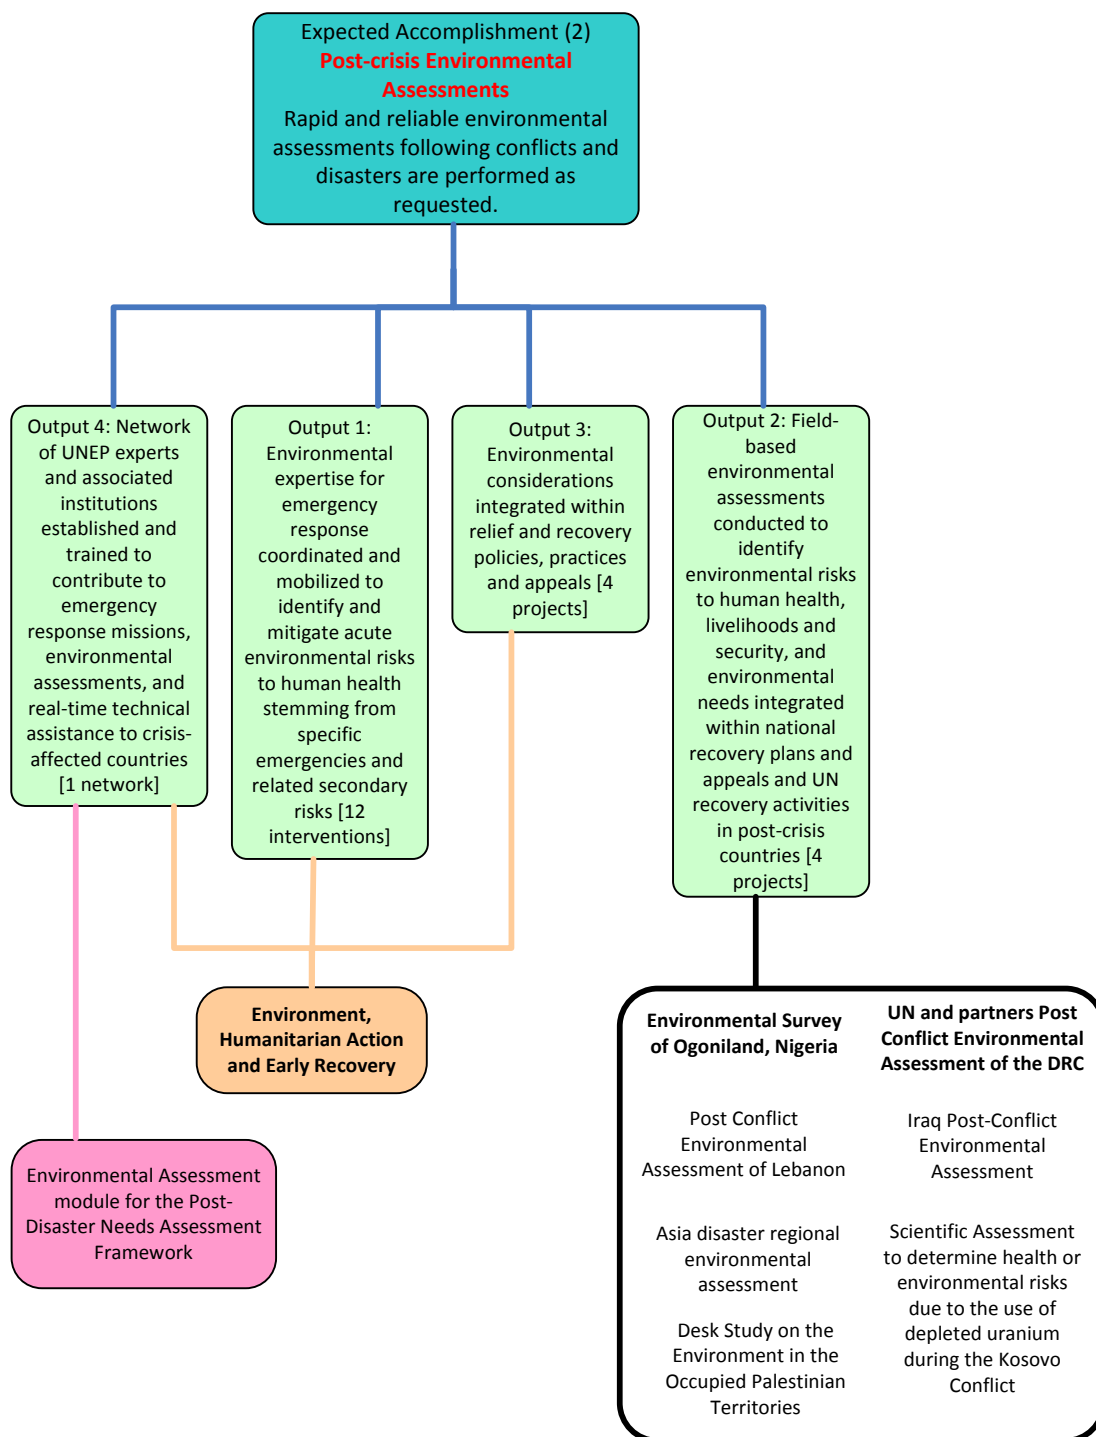 Expected Accomplishment (2)
Post-crisis Environmental
Assessments
Rapid and reliable environmental
assessments following conflicts and
disasters are performed as
requested.
Output 4: Network
of UNEP experts
and associated
institutions
established and
trained to
contribute to
emergency
response missions,
environmental
assessments, and
real-time technical
assistance to crisis-
affected countries
[1 network]
Output 1:
Environmental
expertise for
emergency
response
coordinated and
mobilized to
identify and
mitigate acute
environmental risks
to human health
stemming from
specific
emergencies and
related secondary
risks [12
interventions]
Output 3:
Environmental
considerations
integrated within
relief and recovery
policies, practices
and appeals [4
projects]
Output 2: Field-
based
environmental
assessments
conducted to
identify
environmental risks
to human health,
livelihoods and
security, and
environmental
needs integrated
within national
recovery plans and
appeals and UN
recovery activities
in post-crisis
countries [4
projects]
Environment,
Humanitarian Action
and Early Recovery
Environmental Assessment
module for the Post-
Disaster Needs Assessment
Framework
Environmental Survey
of Ogoniland, Nigeria
Post Conflict
Environmental
Assessment of Lebanon
Asia disaster regional
environmental
assessment
Desk Study on the
Environment in the
Occupied Palestinian
Territories
UN and partners Post
Conflict Environmental
Assessment of the DRC
Iraq Post-Conflict
Environmental
Assessment
Scientific Assessment
to determine health or
environmental risks
due to the use of
depleted uranium
during the Kosovo
Conflict